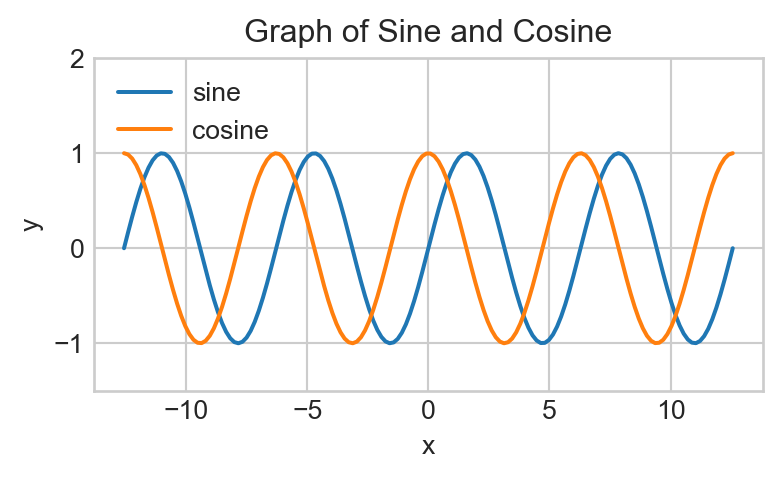 Graph of Sine and Cosine
2
sine
cosine
1
y
0
−1
−10 −5 0 5 10
x